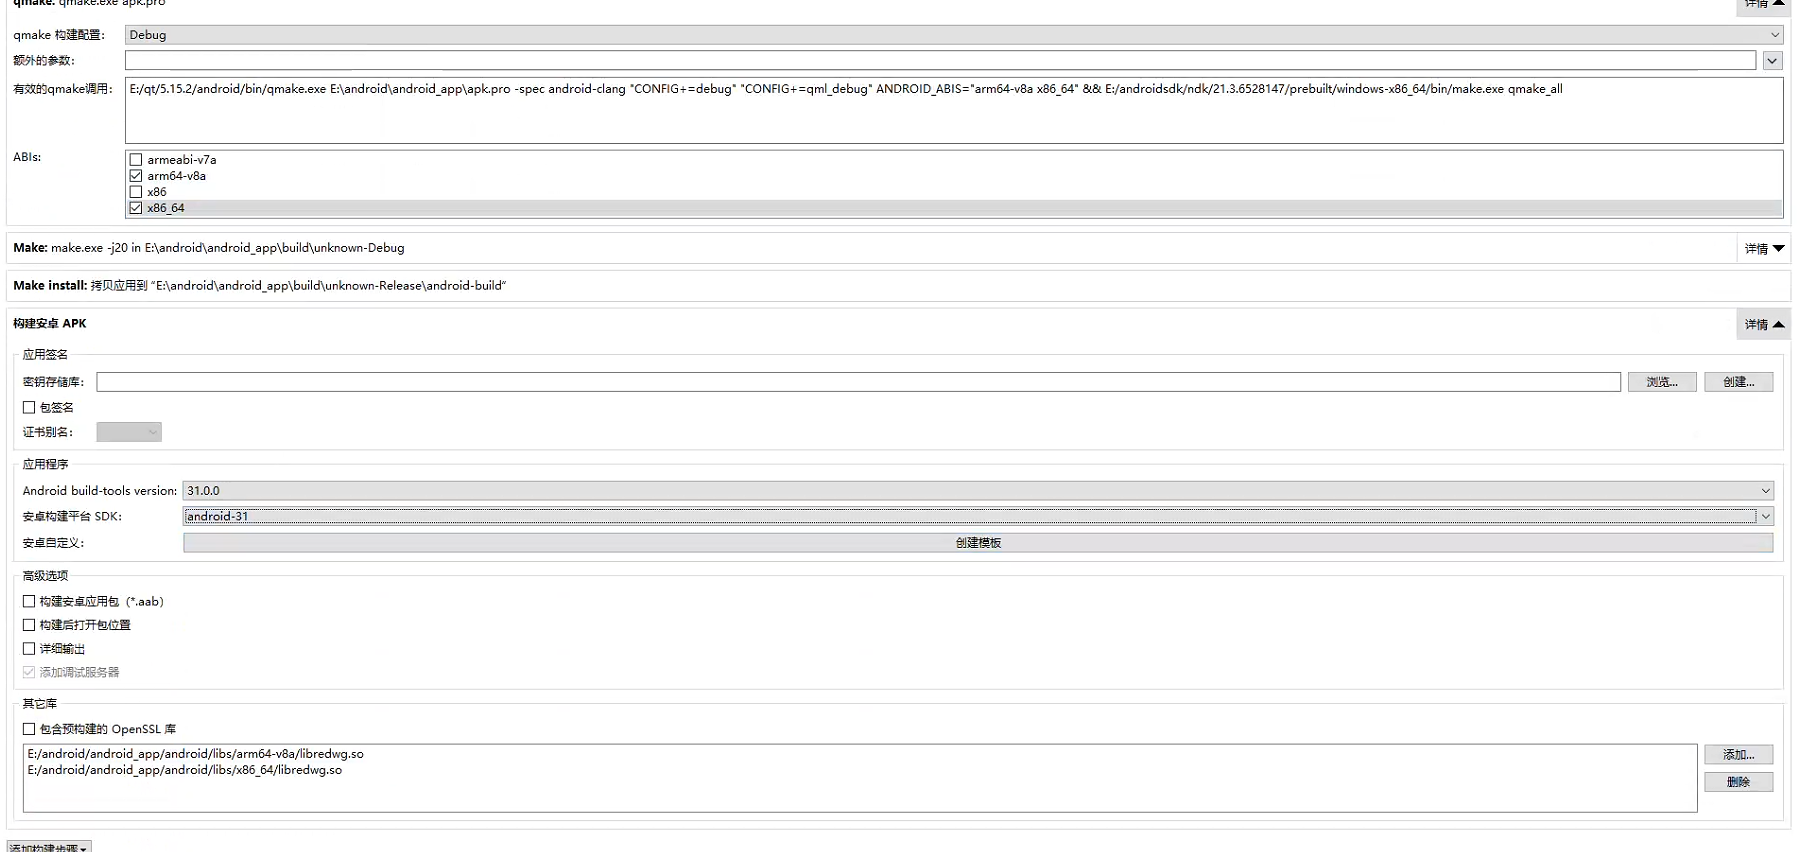 qmake: qmake.exe apk.pro
详情
qmake 构建配置:
Debug
额外的参数:
有效的qmake调用:
E:/qt/5.15.2/android/bin/qmake.exe E:\android\android_app\apk.pro -spec android-clang "CONFIG+=debug" "CONFIG+=qml_debug" ANDROID_ABIS="arm64-v8a x86_64" && E:/androidsdk/ndk/21.3.6528147/prebuilt/windows-x86_64/bin/make.exe qmake_all
ABIs:
armeabi-v7a
arm64-v8a
x86
x86_64
Make: make.exe -j20 in E:\android\android_app\build\unknown-Debug
详情
Make install: 拷贝应用到 "E:\android\android_app\build\unknown-Release\android-build"
构建安卓 APK
详情
应用签名
密钥存储库:
浏览...
创建...
包签名
证书别名:
应用程序
Android build-tools version:
31.0.0
安卓构建平台 SDK:
android-31
安卓自定义:
创建模板
高级选项
构建安卓应用包（*.aab）
构建后打开包位置
详细输出
添加调试服务器
其它库
包含预构建的 OpenSSL 库
E:/android/android_app/android/libs/arm64-v8a/libredwg.so
E:/android/android_app/android/libs/x86_64/libredwg.so
添加...
删除
添加构建步骤